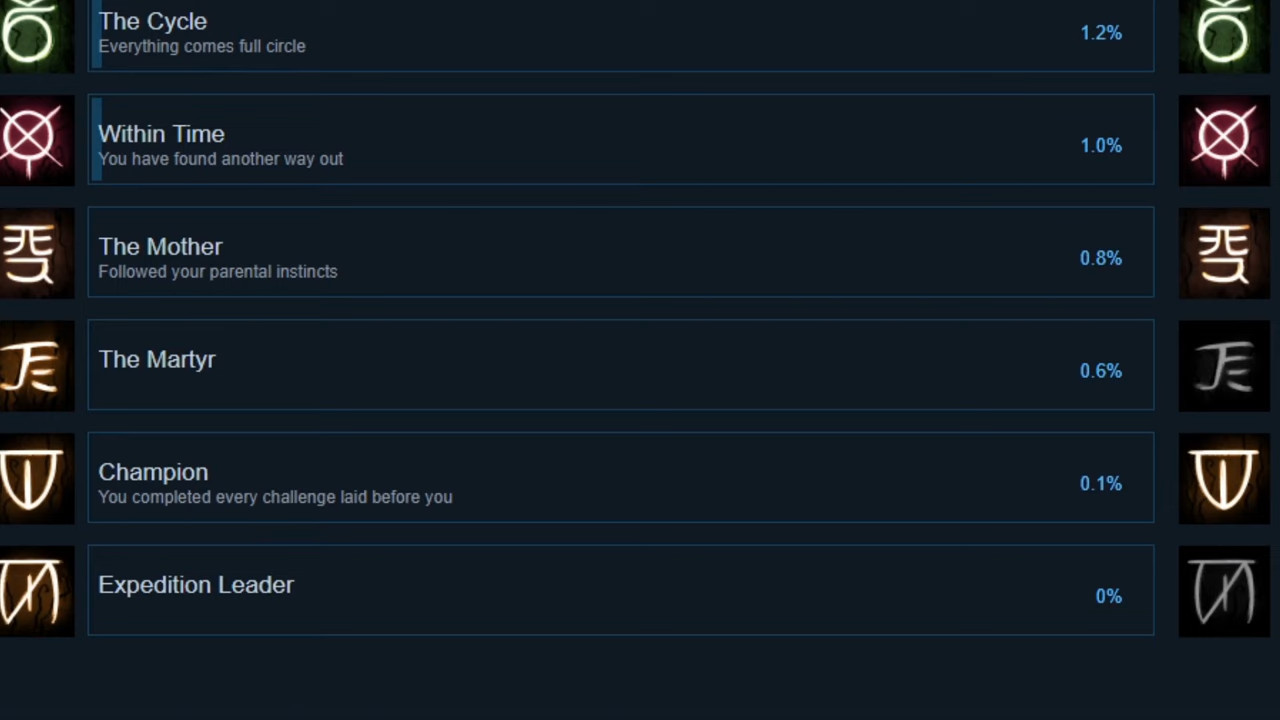 The Cycle
Everything comes full circle
1.2%
Within Time
You have found another way out
1.0%
The Mother
Followed your parental instincts
0.8%
The Martyr
0.6%
Champion
You completed every challenge laid before you
0.1%
Expedition Leader
0%